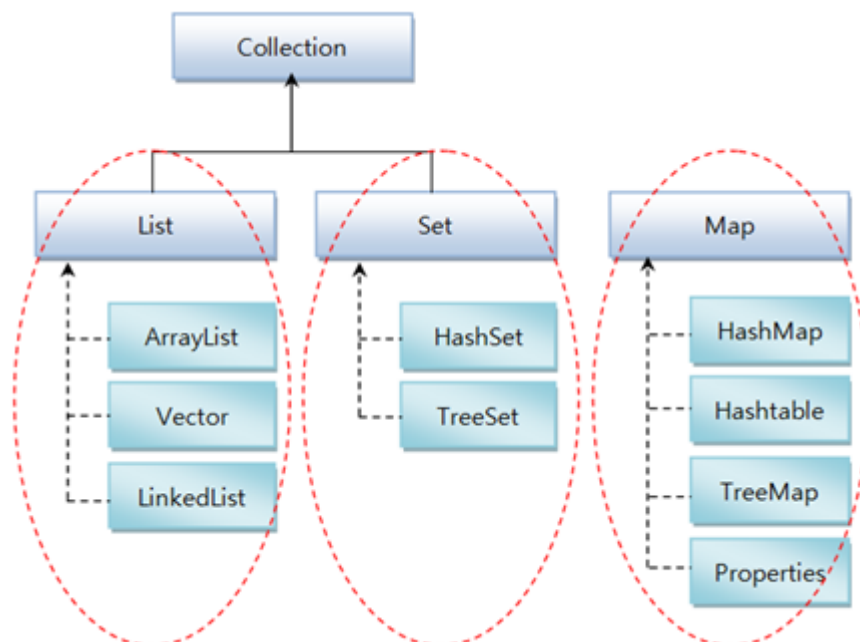 Collection
List
Set
Map
ArrayList
Vector
LinkedList
HashSet
TreeSet
HashMap
Hashtable
TreeMap
Properties